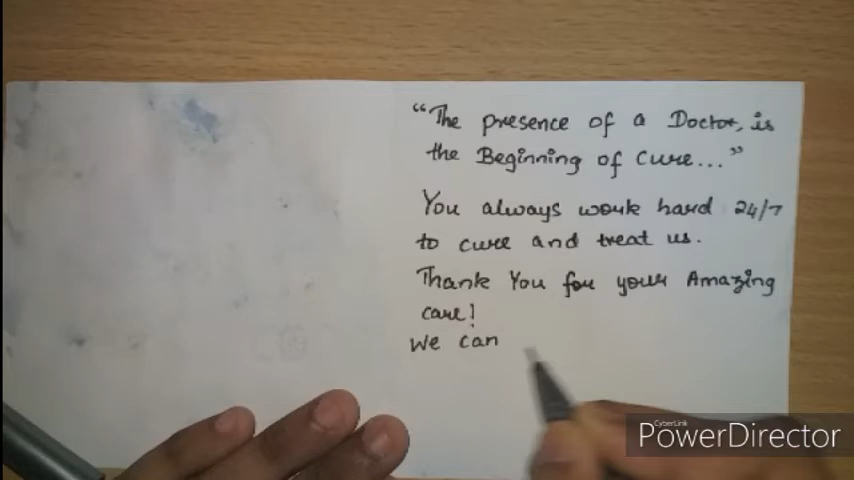 “The presence of a Doctor, is
the Beginning of Cure...”
You always work hard 24/7
to cure and treat us.
Thank You for your Amazing
care!
We can
CyberLink
PowerDirector